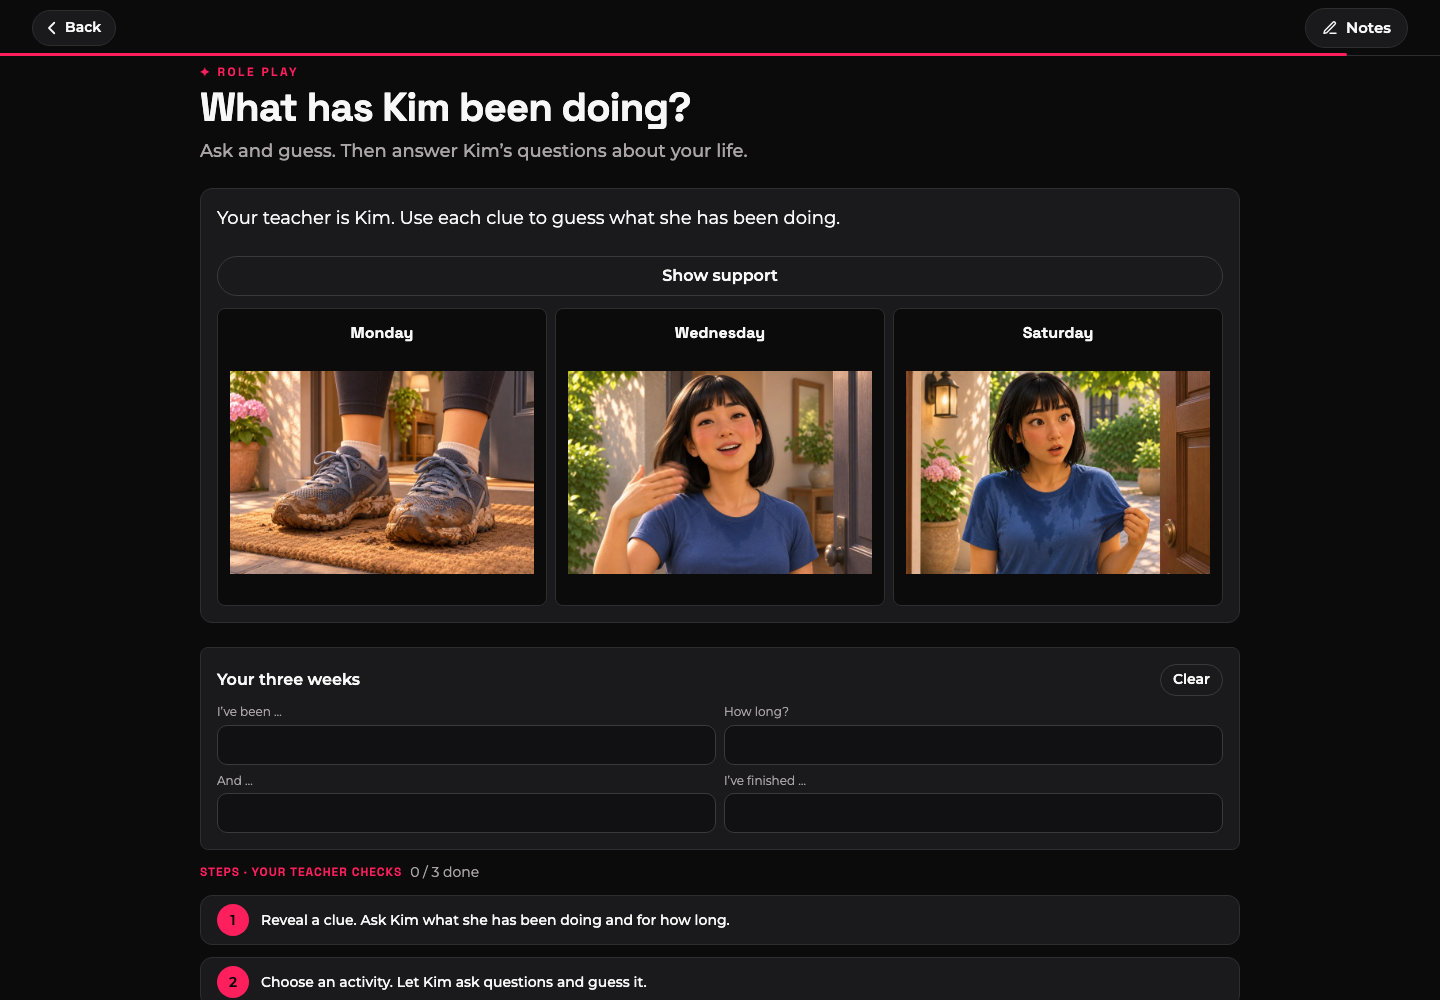 Back
Notes
✦ ROLE PLAY
What has Kim been doing?
Ask and guess. Then answer Kim’s questions about your life.
Your teacher is Kim. Use each clue to guess what she has been doing.
Show support
Monday
Wednesday
Saturday
Your three weeks
Clear
I’ve been ...
How long?
And ...
I’ve finished ...
STEPS · YOUR TEACHER CHECKS 0 / 3 done
1 Reveal a clue. Ask Kim what she has been doing and for how long.
2 Choose an activity. Let Kim ask questions and guess it.